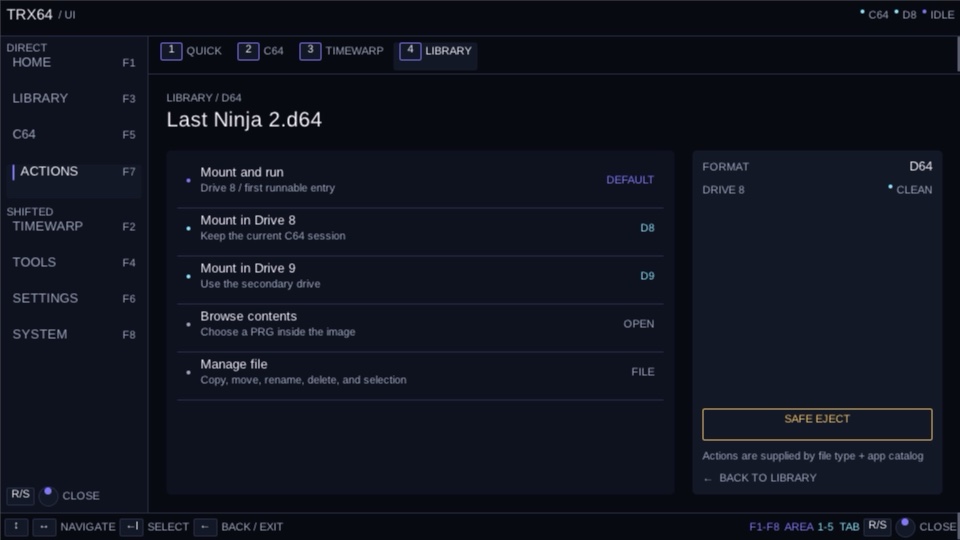 TRX64 / UI
C64 D8 IDLE
DIRECT
HOME F1
LIBRARY F3
C64 F5
ACTIONS F7
SHIFTED
TIMEWARP F2
TOOLS F4
SETTINGS F6
SYSTEM F8
R/S CLOSE
1 QUICK 2 C64 3 TIMEWARP 4 LIBRARY
LIBRARY / D64
Last Ninja 2.d64
Mount and run
Drive 8 / first runnable entry
DEFAULT
Mount in Drive 8
Keep the current C64 session
D8
Mount in Drive 9
Use the secondary drive
D9
Browse contents
Choose a PRG inside the image
OPEN
Manage file
Copy, move, rename, delete, and selection
FILE
FORMAT D64
DRIVE 8 CLEAN
SAFE EJECT
Actions are supplied by file type + app catalog
← BACK TO LIBRARY
↕ ↔ NAVIGATE ←I SELECT ← BACK / EXIT
F1-F8 AREA 1-5 TAB R/S CLOSE